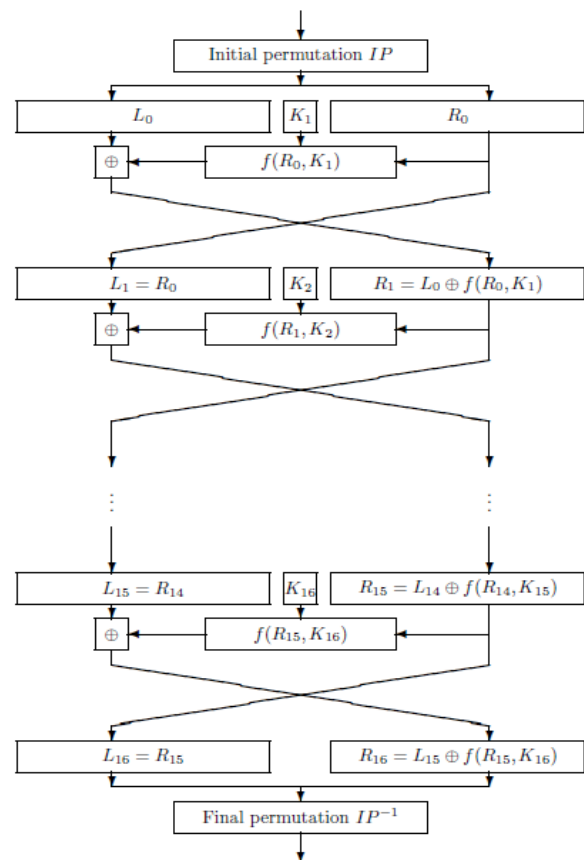 Initial permutation IP
L₀ K₁ R₀
⊕ f(R₀, K₁)
L₁ = R₀ K₂ R₁ = L₀ ⊕ f(R₀, K₁)
⊕ f(R₁, K₂)
⋮ ⋮
L₁₅ = R₁₄ K₁₆ R₁₅ = L₁₄ ⊕ f(R₁₄, K₁₅)
⊕ f(R₁₅, K₁₆)
L₁₆ = R₁₅ R₁₆ = L₁₅ ⊕ f(R₁₅, K₁₆)
Final permutation IP⁻¹